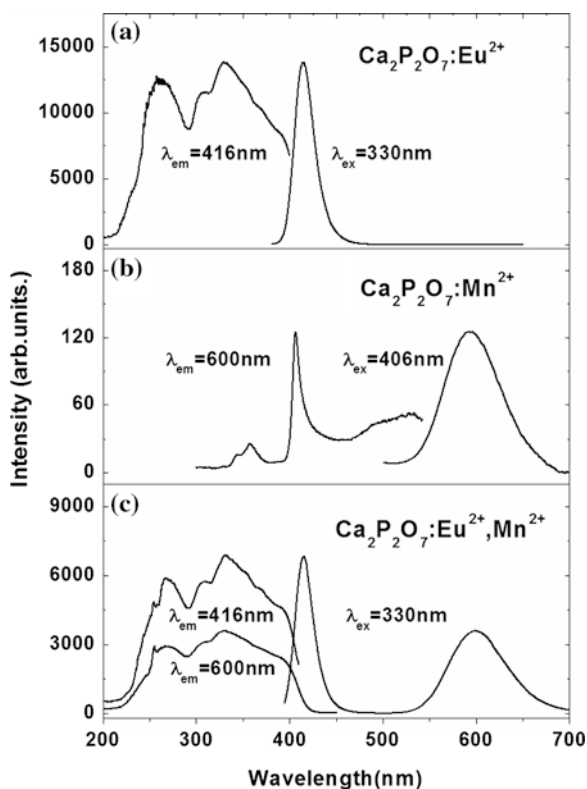 (a)
Ca₂P₂O₇:Eu²⁺
15000
10000
5000
0
λem=416nm
λex=330nm
(b)
Ca₂P₂O₇:Mn²⁺
180
120
60
0
λem=600nm
λex=406nm
(c)
Ca₂P₂O₇:Eu²⁺,Mn²⁺
9000
6000
3000
0
λem=416nm
λex=330nm
λem=600nm
200 300 400 500 600 700
Wavelength(nm)
Intensity (arb.units.)